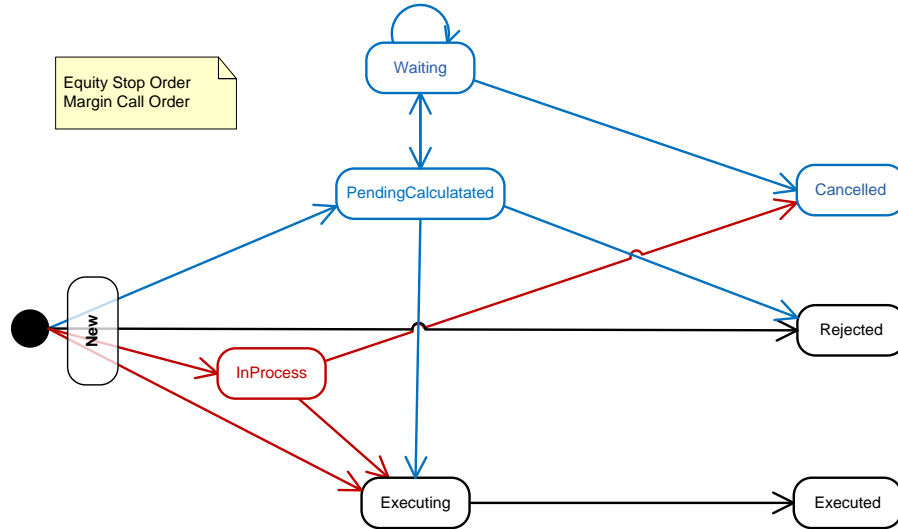 Waiting
Equity Stop Order
Margin Call Order
PendingCalculatated
Cancelled
New
Rejected
InProcess
Executing
Executed